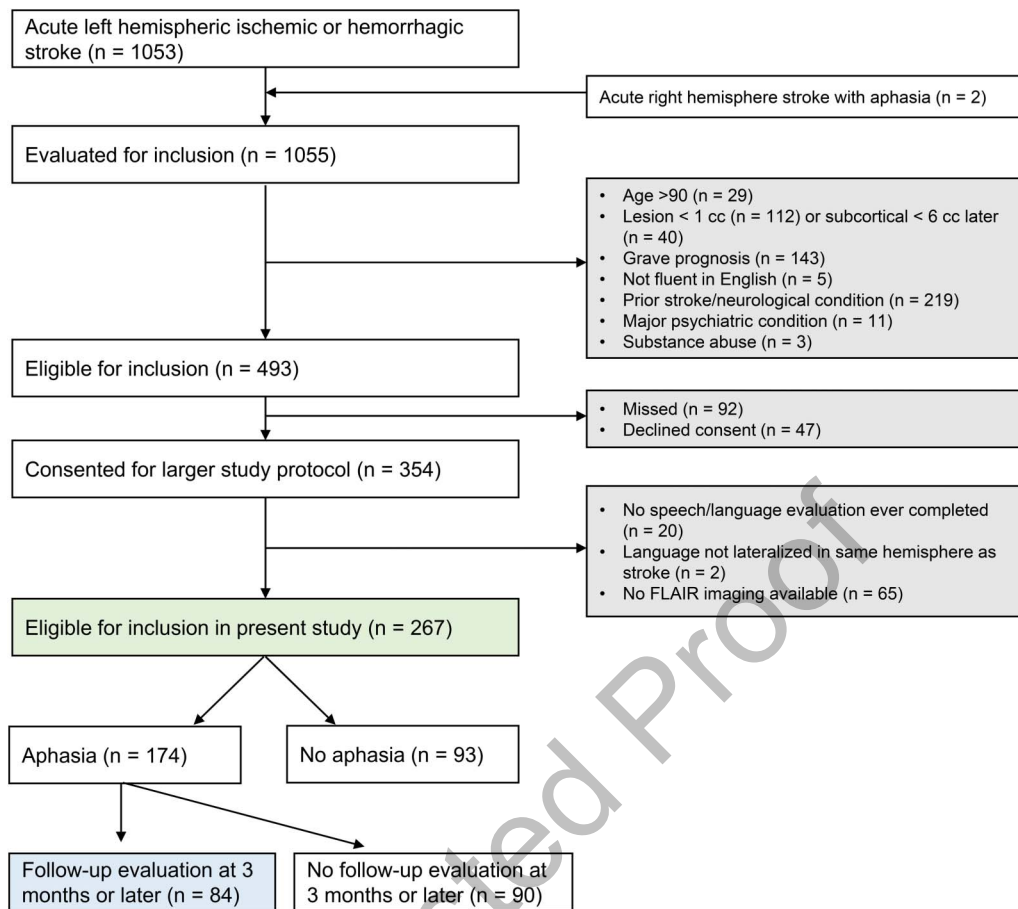 Acute left hemispheric ischemic or hemorrhagic
stroke (n = 1053)
Acute right hemisphere stroke with aphasia (n = 2)
Evaluated for inclusion (n = 1055)
• Age >90 (n = 29)
• Lesion < 1 cc (n = 112) or subcortical < 6 cc later
(n = 40)
• Grave prognosis (n = 143)
• Not fluent in English (n = 5)
• Prior stroke/neurological condition (n = 219)
• Major psychiatric condition (n = 11)
• Substance abuse (n = 3)
Eligible for inclusion (n = 493)
• Missed (n = 92)
• Declined consent (n = 47)
Consented for larger study protocol (n = 354)
• No speech/language evaluation ever completed
(n = 20)
• Language not lateralized in same hemisphere as
stroke (n = 2)
• No FLAIR imaging available (n = 65)
Eligible for inclusion in present study (n = 267)
Aphasia (n = 174)
No aphasia (n = 93)
Follow-up evaluation at 3
months or later (n = 84)
No follow-up evaluation at
3 months or later (n = 90)
ted Proof